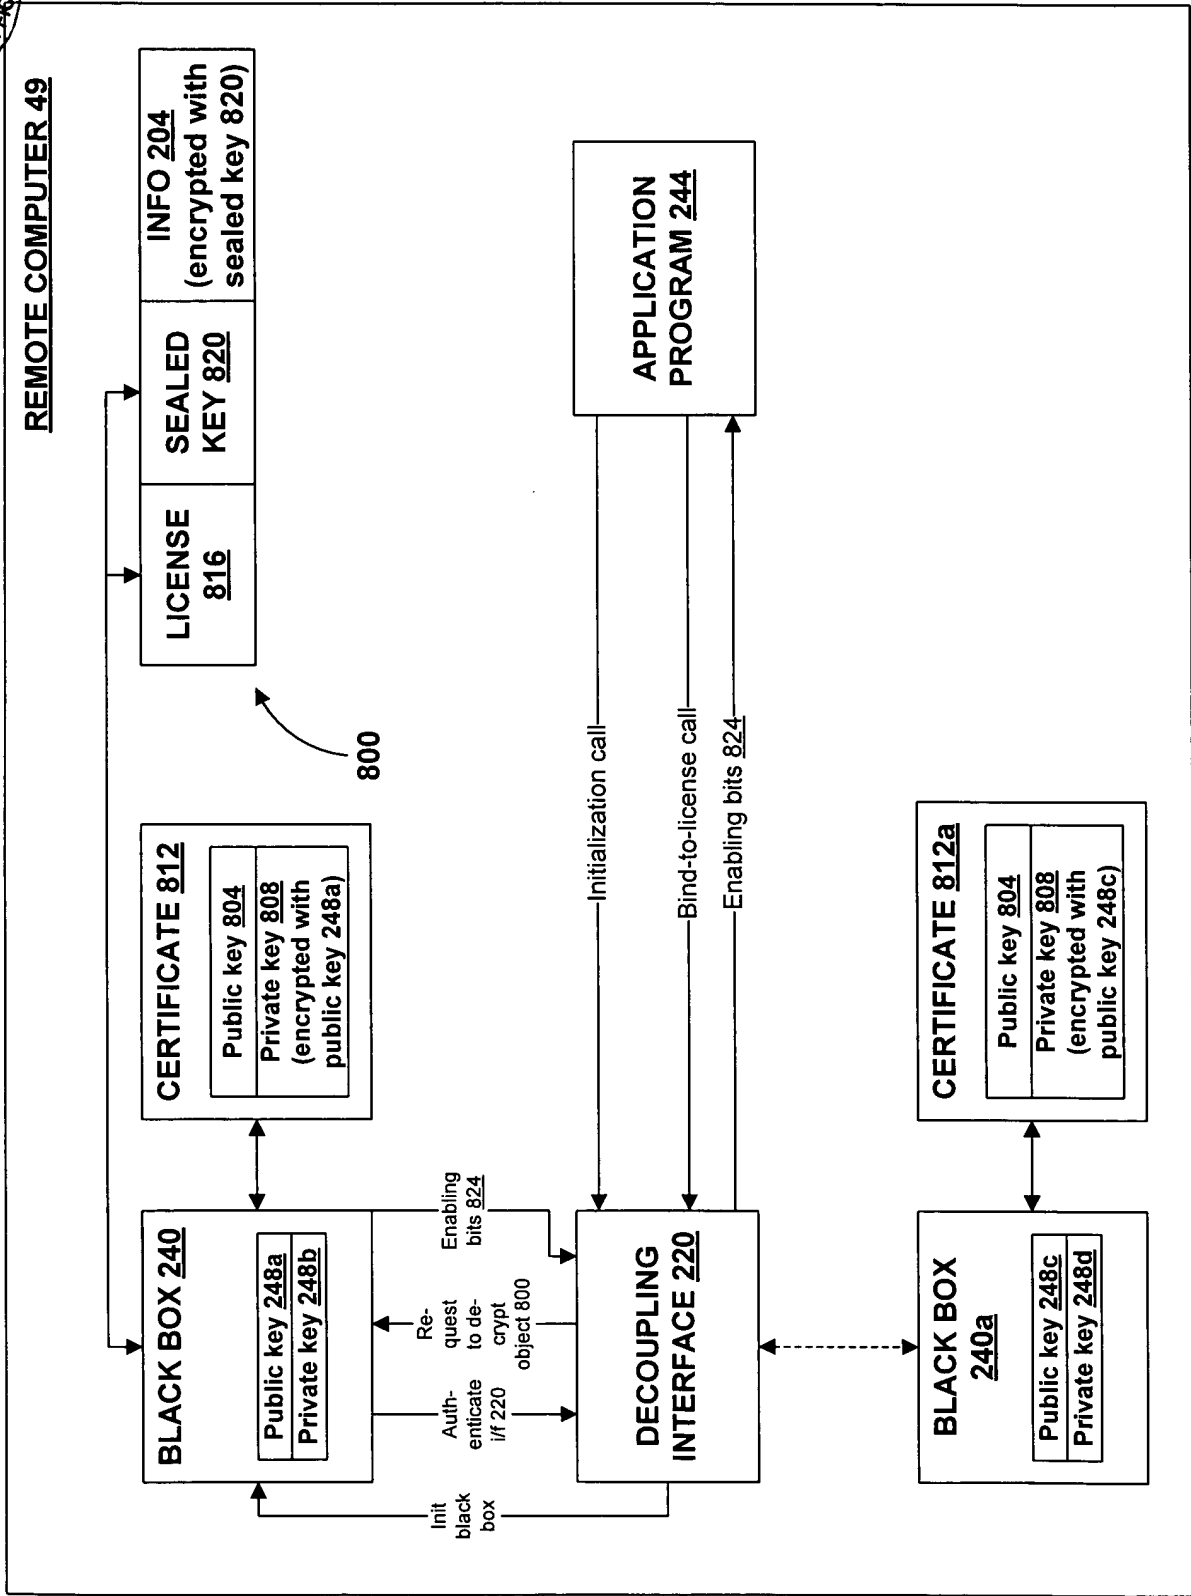 REMOTE COMPUTER 49
BLACK BOX 240
Public key 248a
Private key 248b
CERTIFICATE 812
Public key 804
Private key 808
(encrypted with
public key 248a)
800
LICENSE
816
SEALED
KEY 820
INFO 204
(encrypted with
sealed key 820)
Init
black
box
Auth-
enticate
i/f 220
Re-
quest
to de-
crypt
object 800
Enabling
bits 824
DECOUPLING
INTERFACE 220
Initialization call
Bind-to-license call
Enabling bits 824
APPLICATION
PROGRAM 244
BLACK BOX
240a
Public key 248c
Private key 248d
CERTIFICATE 812a
Public key 804
Private key 808
(encrypted with
public key 248c)